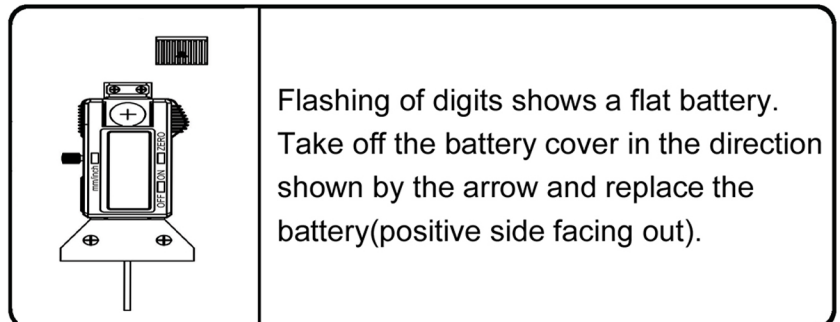 mm/inch
OFF ON ZERO
Flashing of digits shows a flat battery.
Take off the battery cover in the direction
shown by the arrow and replace the
battery(positive side facing out).